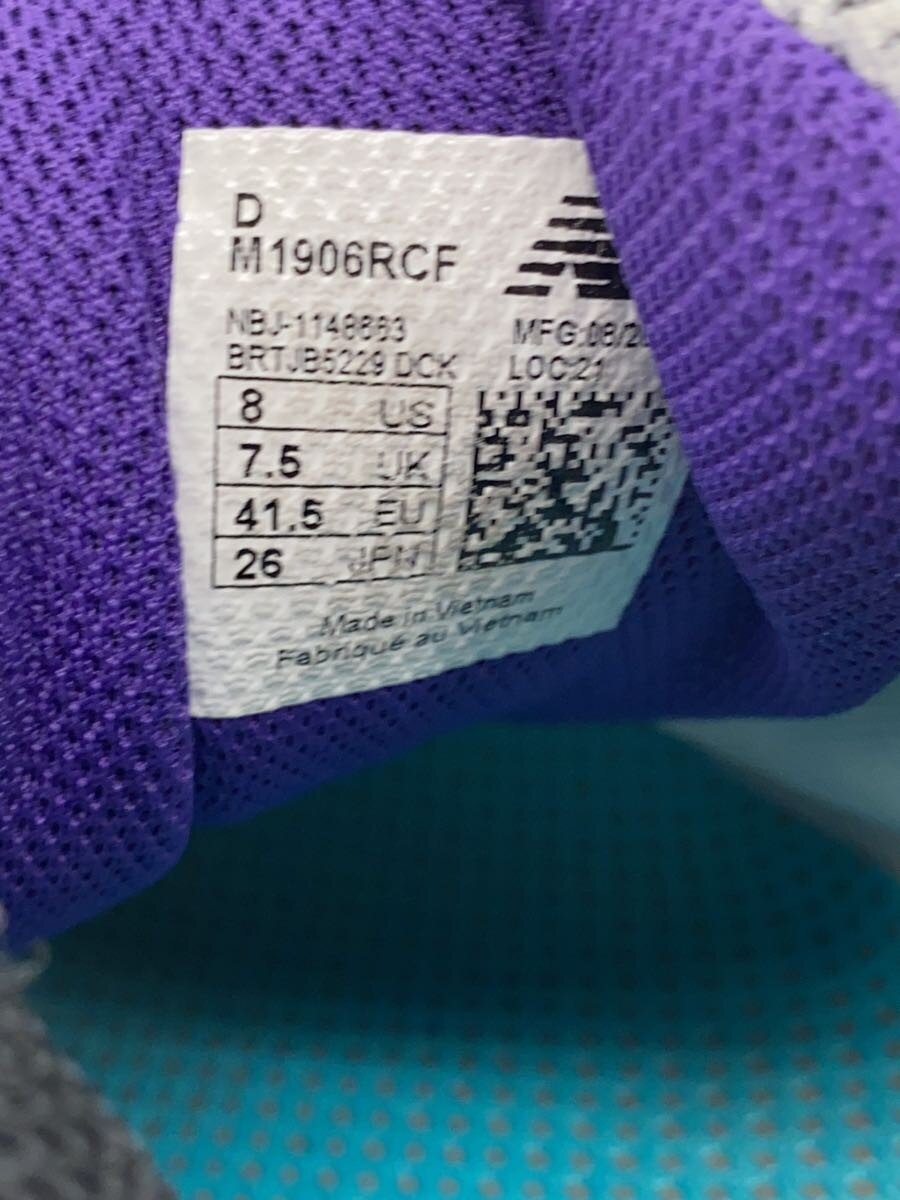 D
M1906RCF
NBJ-1148863
BRTJB5229 DCK
MFG:08/2
LOC:21
8 US
7.5 UK
41.5 EU
26 JPN
Made in Vietnam
Fabriqué au Vietnam